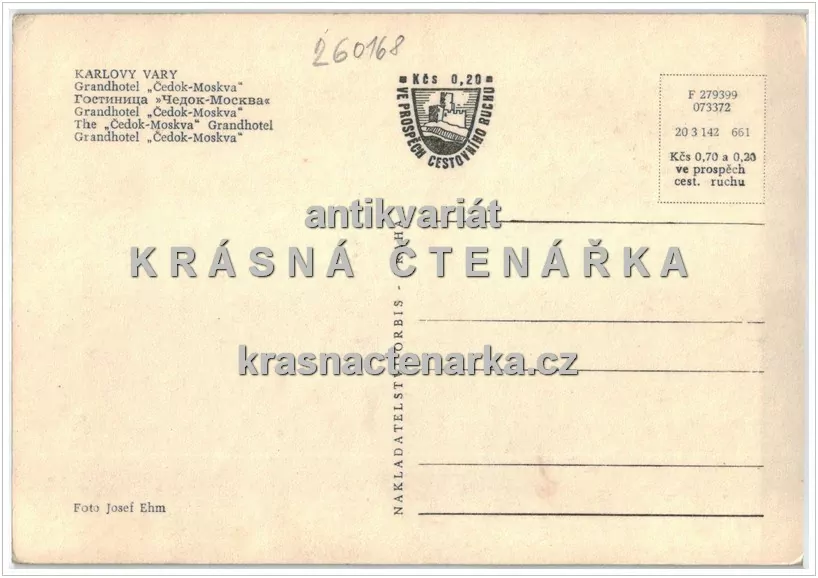 260168
KARLOVY VARY
Grandhotel „Čedok-Moskva“
Гостиница »Чедок-Москва«
Grandhotel „Čedok-Moskva“
The „Čedok-Moskva“ Grandhotel
Grandhotel „Čedok-Moskva“
Kčs 0,20
VE PROSPĚCH CESTOVNÍHO RUCHU
F 279399
073372
20 3 142 661
Kčs 0,70 a 0,20
ve prospěch
cest. ruchu
antikvariát
KRÁSNÁ ČTENÁŘKA
krasnactenarka.cz
NAKLADATELSTVÍ ORBIS - PRAHA
Foto Josef Ehm